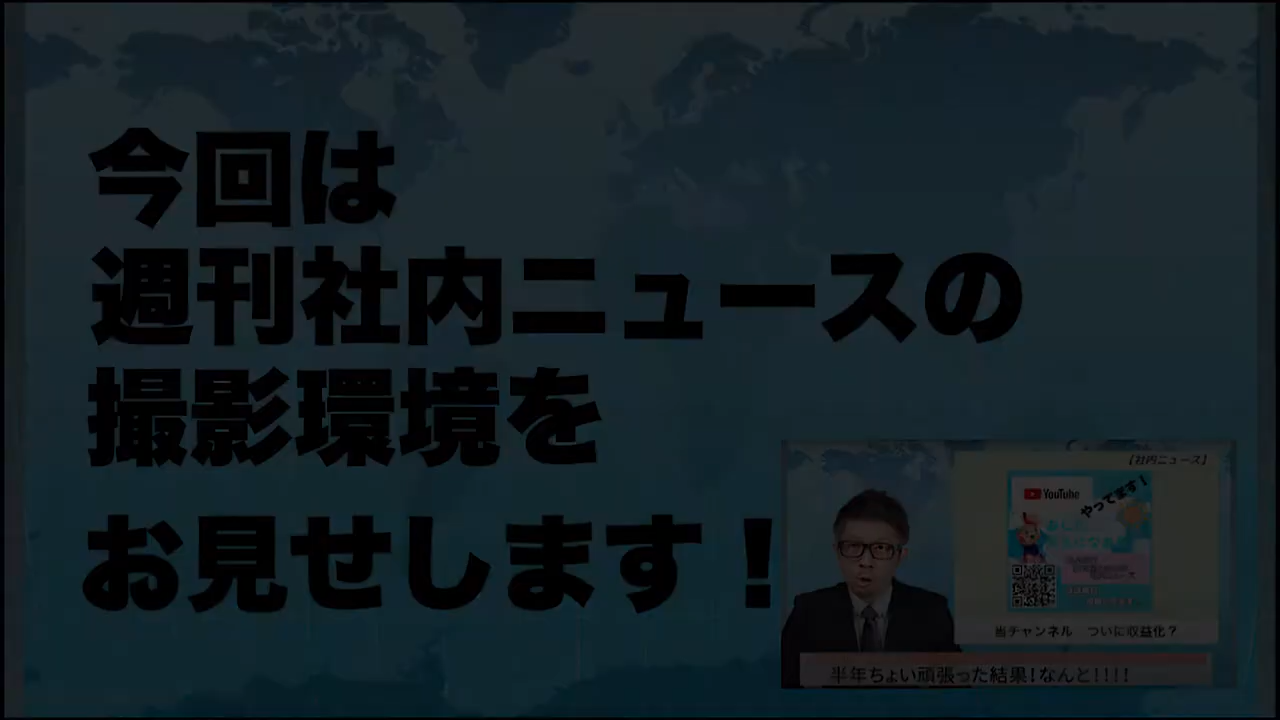 今回は
週刊社内ニュースの
撮影環境を
お見せします！
【社内ニュース】
YouTube
やってます！
当チャンネル　ついに収益化？
半年ちょい頑張った結果！なんと！！！！